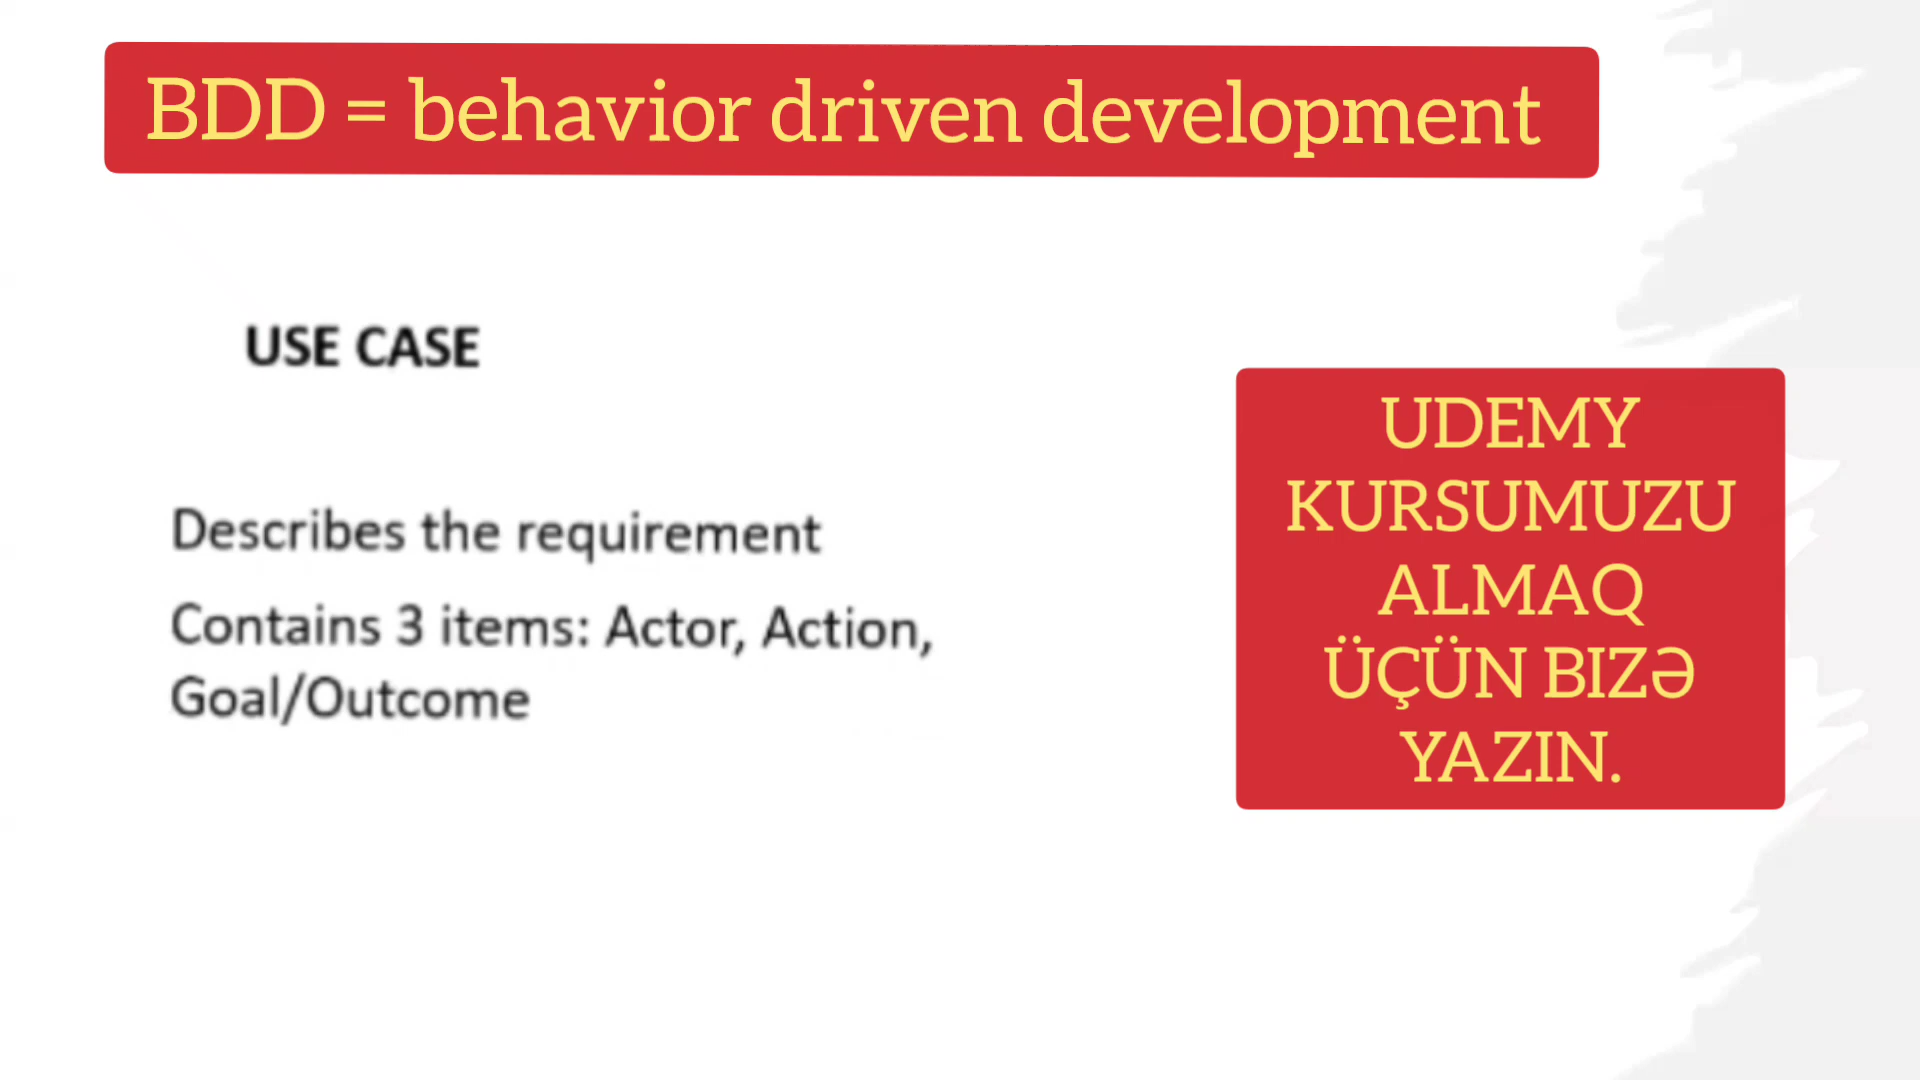 BDD = behavior driven development
USE CASE
Describes the requirement
Contains 3 items: Actor, Action,
Goal/Outcome
UDEMY
KURSUMUZU
ALMAQ
ÜÇÜN BIZƏ
YAZIN.